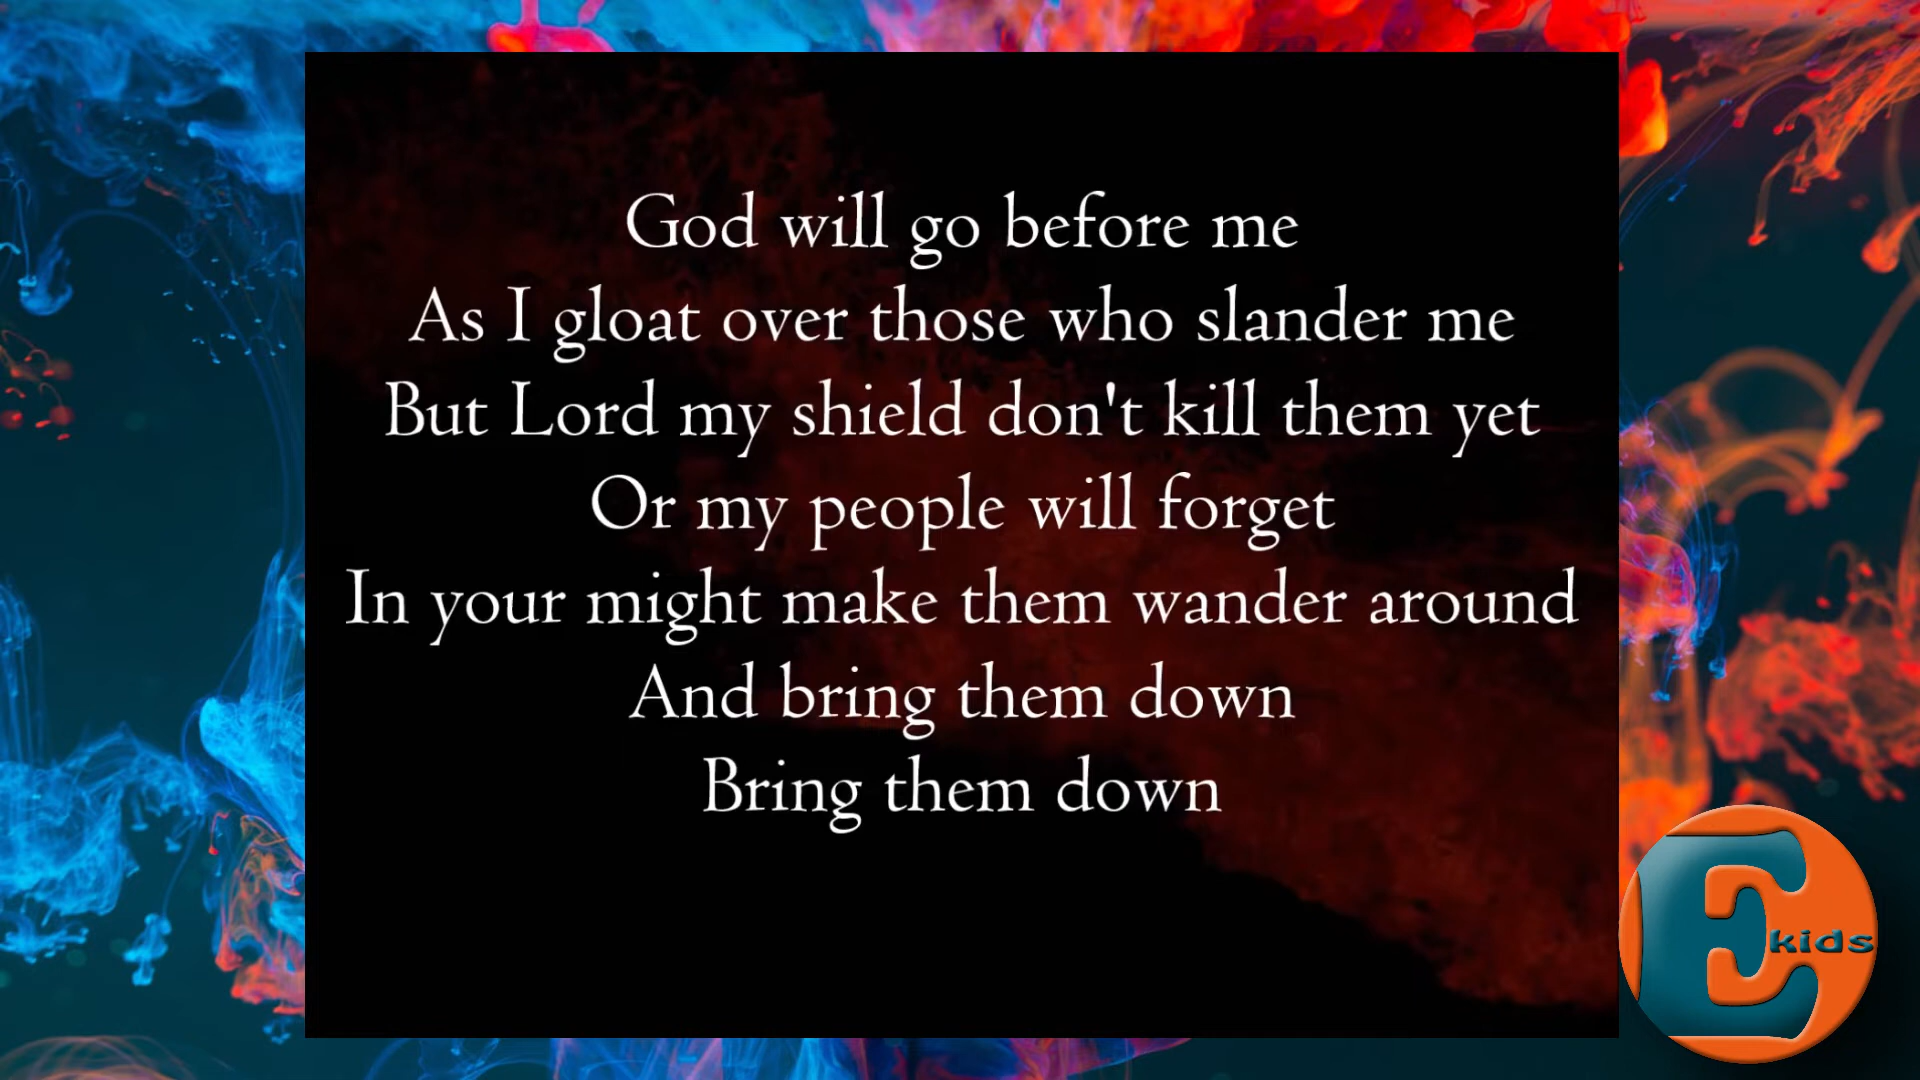 God will go before me
As I gloat over those who slander me
But Lord my shield don't kill them yet
Or my people will forget
In your might make them wander around
And bring them down
Bring them down
E kids